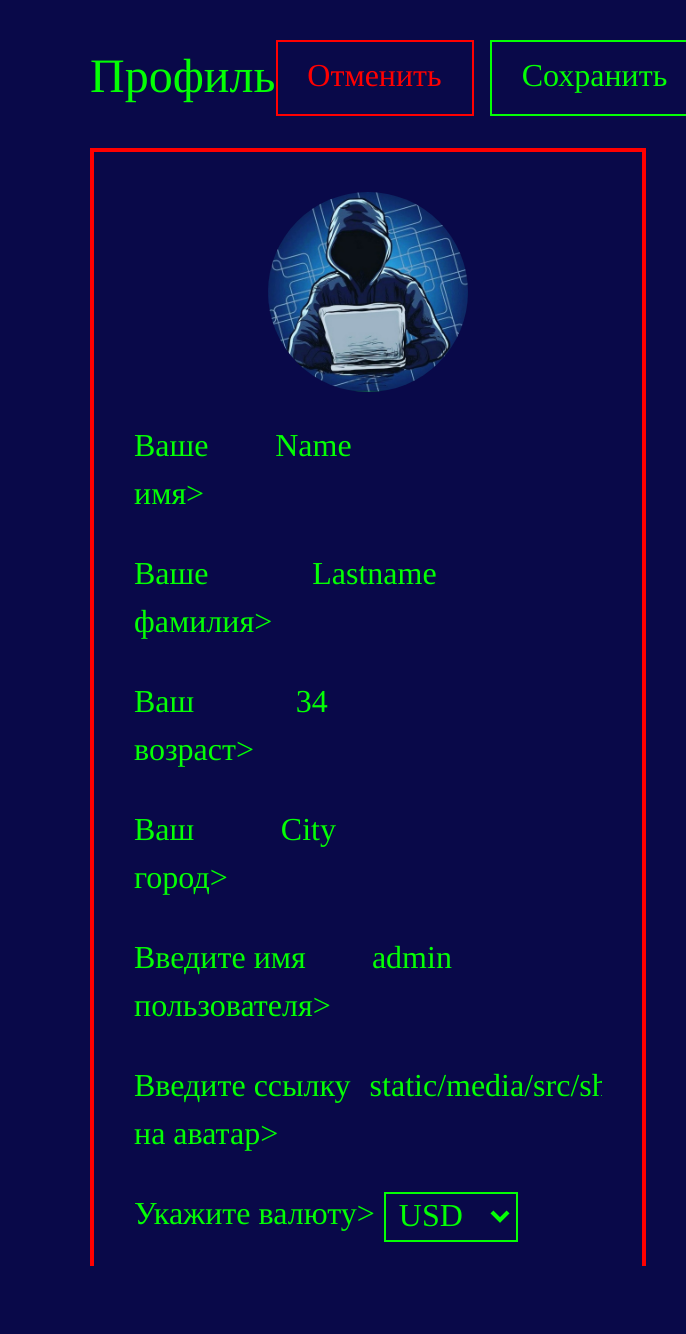 Профиль Отменить Сохранить
Ваше Name
имя>
Ваше Lastname
фамилия>
Ваш 34
возраст>
Ваш City
город>
Введите имя admin
пользователя>
Введите ссылку static/media/src/sh
на аватар>
Укажите валюту> USD